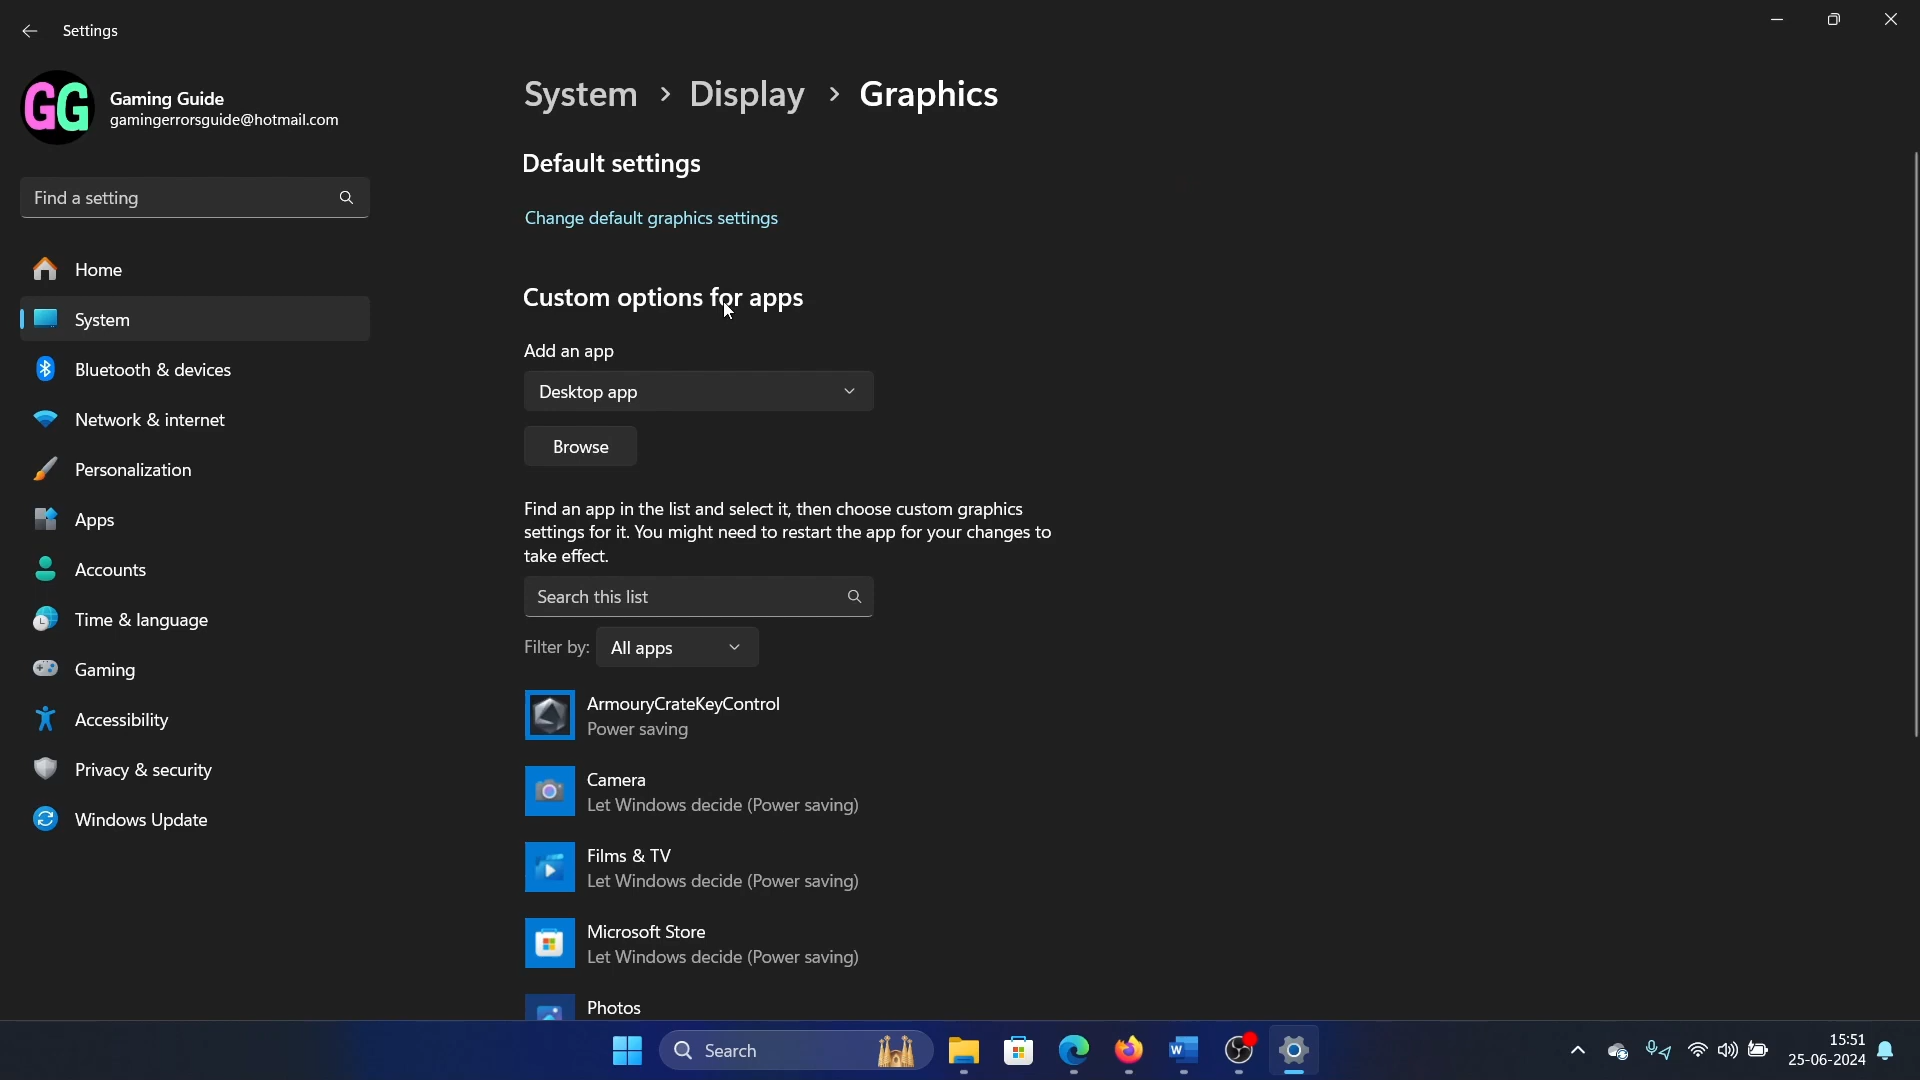 Settings
GG
Gaming Guide
gamingerrorsguide@hotmail.com
Find a setting
Home
System
Bluetooth & devices
Network & internet
Personalization
Apps
Accounts
Time & language
Gaming
Accessibility
Privacy & security
Windows Update
System > Display > Graphics
Default settings
Change default graphics settings
Custom options for apps
Add an app
Desktop app
Browse
Find an app in the list and select it, then choose custom graphics
settings for it. You might need to restart the app for your changes to
take effect.
Search this list
Filter by: All apps
ArmouryCrateKeyControl
Power saving
Camera
Let Windows decide (Power saving)
Films & TV
Let Windows decide (Power saving)
Microsoft Store
Let Windows decide (Power saving)
Photos
Search
W
15:51
25-06-2024